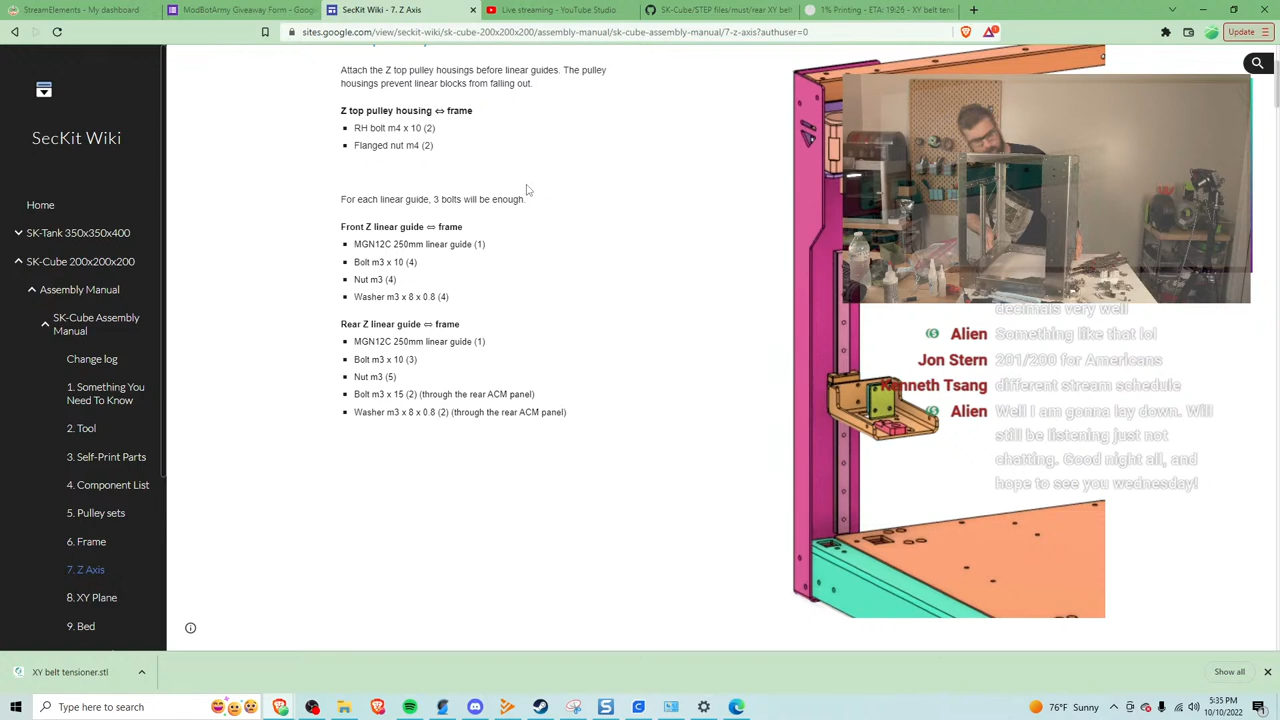 StreamElements - My dashboard
ModBotArmy Giveaway Form - Go
SecKit Wiki - 7. Z Axis
Live streaming - YouTube Studio
SK-Cube/STEP files/must/rear XY bel
1% Printing - ETA: 19:26 - XY belt ten
sites.google.com/view/seckit-wiki/sk-cube-200x200x200/assembly-manual/sk-cube-assembly-manual/7-z-axis?authuser=0
Update
SecKit Wiki
Home
SK-Tank 350x350x400
SK-Cube 200x200x200
Assembly Manual
SK-Cube Assembly
Manual
Change log
1. Something You
Need To Know
2. Tool
3. Self-Print Parts
4. Component List
5. Pulley sets
6. Frame
7. Z Axis
8. XY Plane
9. Bed
Attach the Z top pulley housings before linear guides. The pulley
housings prevent linear blocks from falling out.
Z top pulley housing ⇔ frame
RH bolt m4 x 10 (2)
Flanged nut m4 (2)
For each linear guide, 3 bolts will be enough.
Front Z linear guide ⇔ frame
MGN12C 250mm linear guide (1)
Bolt m3 x 10 (4)
Nut m3 (4)
Washer m3 x 8 x 0.8 (4)
Rear Z linear guide ⇔ frame
MGN12C 250mm linear guide (1)
Bolt m3 x 10 (3)
Nut m3 (5)
Bolt m3 x 15 (2) (through the rear ACM panel)
Washer m3 x 8 x 0.8 (2) (through the rear ACM panel)
decimals very well
Alien Something like that lol
Jon Stern 201/200 for Americans
Kenneth Tsang different stream schedule
Alien Well I am gonna lay down. Will
still be listening just not
chatting. Good night all, and
hope to see you wednesday!
XY belt tensioner.stl
Show all
Type here to search
76°F Sunny
5:35 PM
10/10/2022